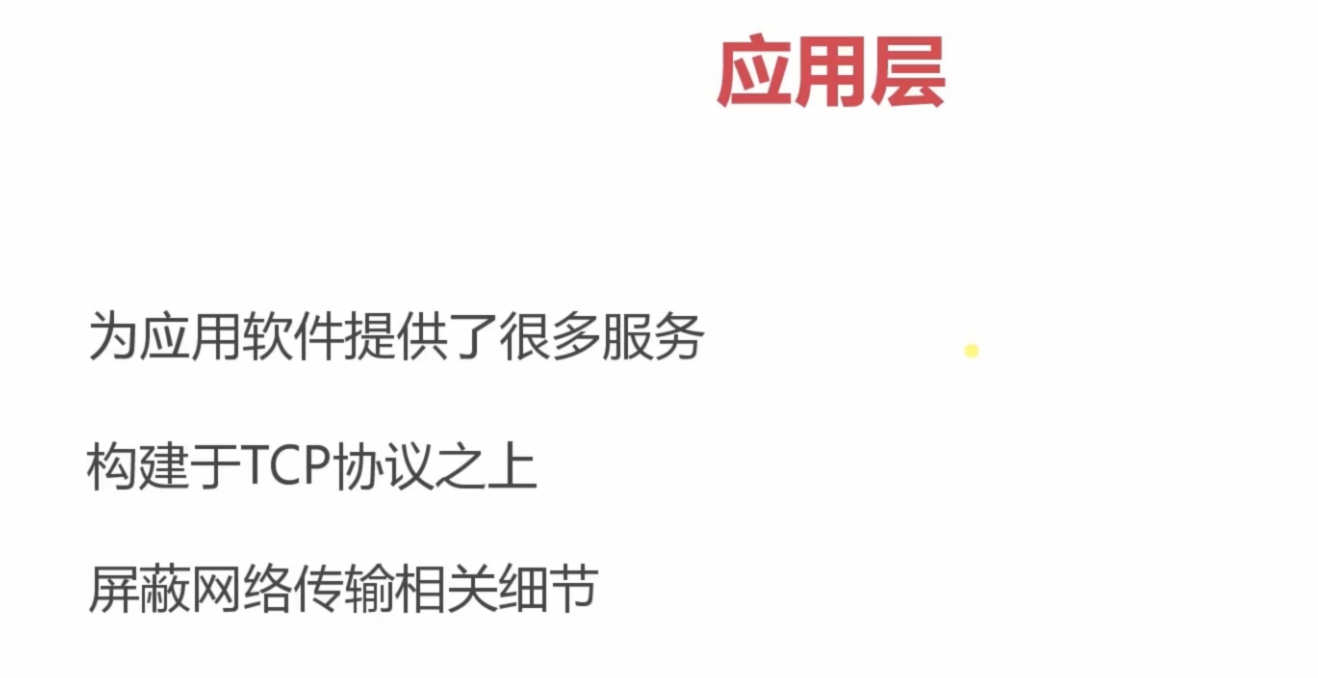 应用层
为应用软件提供了很多服务
构建于TCP协议之上
屏蔽网络传输相关细节